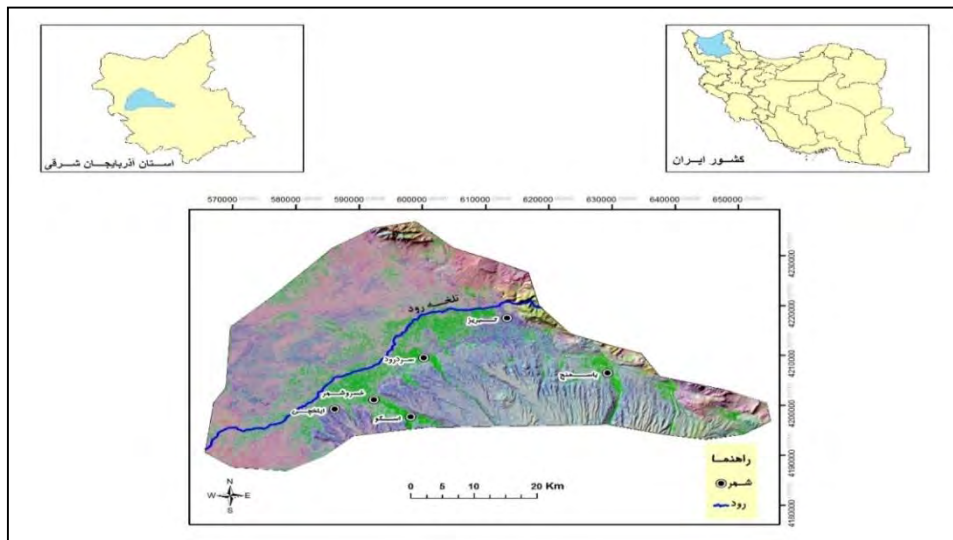 استان آذربایجان شرقی
کشور ایران
570000 580000 590000 600000 610000 620000 630000 640000 650000
4230000
4220000
4210000
4200000
4190000
4180000
تلخه رود
تبریز
سردرود
باسمنج
خسروشهر
ایلخچی
اسکو
راهنما
شهر
رود
N
W E
S
0 5 10 20 Km